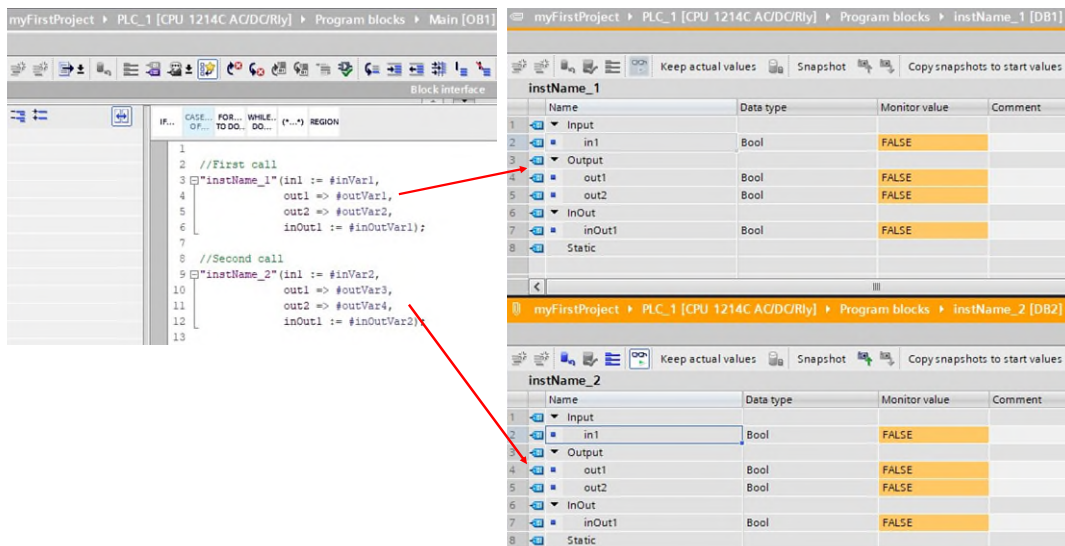 myFirstProject ▸ PLC_1 [CPU 1214C AC/DC/Rly] ▸ Program blocks ▸ Main [OB1]
Block interface
IF... CASE... OF... FOR... TO DO... WHILE... DO... (*...*) REGION
1
2 //First call
3 "instName_1"(in1 := #inVar1,
4 out1 => #outVar1,
5 out2 => #outVar2,
6 inOut1 := #inOutVar1);
7
8 //Second call
9 "instName_2"(in1 := #inVar2,
10 out1 => #outVar3,
11 out2 => #outVar4,
12 inOut1 := #inOutVar2);
13
myFirstProject ▸ PLC_1 [CPU 1214C AC/DC/Rly] ▸ Program blocks ▸ instName_1 [DB1]
Keep actual values Snapshot Copy snapshots to start values
instName_1
Name Data type Monitor value Comment
1 Input
2 in1 Bool FALSE
3 Output
4 out1 Bool FALSE
5 out2 Bool FALSE
6 InOut
7 inOut1 Bool FALSE
8 Static
myFirstProject ▸ PLC_1 [CPU 1214C AC/DC/Rly] ▸ Program blocks ▸ instName_2 [DB2]
Keep actual values Snapshot Copy snapshots to start values
instName_2
Name Data type Monitor value Comment
1 Input
2 in1 Bool FALSE
3 Output
4 out1 Bool FALSE
5 out2 Bool FALSE
6 InOut
7 inOut1 Bool FALSE
8 Static